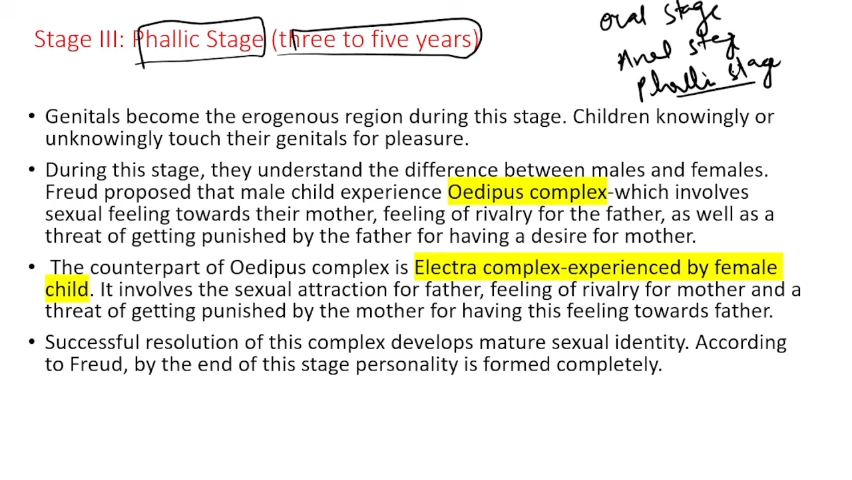 oral stage
Anel stage
Phalli stage
Stage III: Phallic Stage (three to five years)
• Genitals become the erogenous region during this stage. Children knowingly or
unknowingly touch their genitals for pleasure.
• During this stage, they understand the difference between males and females.
Freud proposed that male child experience Oedipus complex-which involves
sexual feeling towards their mother, feeling of rivalry for the father, as well as a
threat of getting punished by the father for having a desire for mother.
• The counterpart of Oedipus complex is Electra complex-experienced by female
child. It involves the sexual attraction for father, feeling of rivalry for mother and a
threat of getting punished by the mother for having this feeling towards father.
• Successful resolution of this complex develops mature sexual identity. According
to Freud, by the end of this stage personality is formed completely.